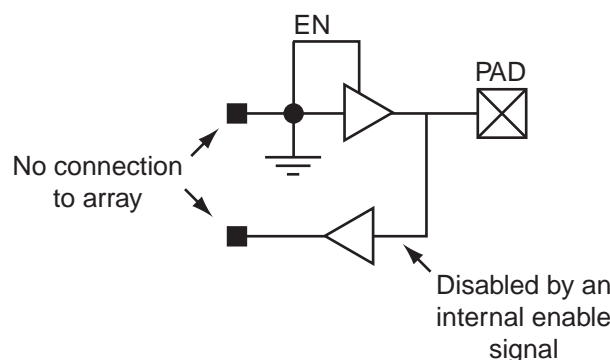 EN
PAD
No connection
to array
Disabled by an
internal enable
signal